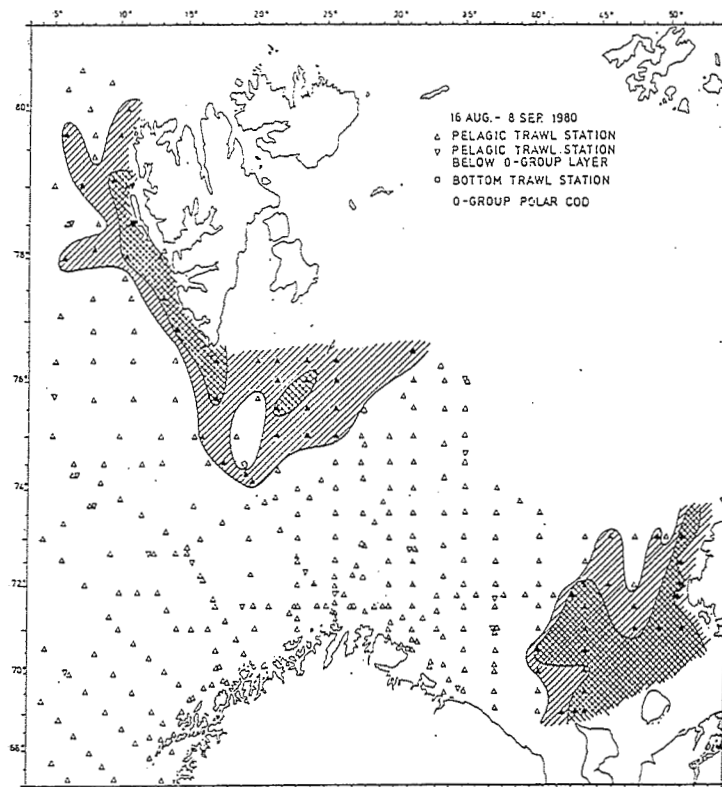 5° 10° 15° 20° 25° 30° 35° 40° 45° 50°
80°
16 AUG. - 8 SEP. 1980
PELAGIC TRAWL STATION
PELAGIC TRAWL STATION
BELOW 0-GROUP LAYER
BOTTOM TRAWL STATION
0-GROUP POLAR COD
78°
76°
74°
72°
70°